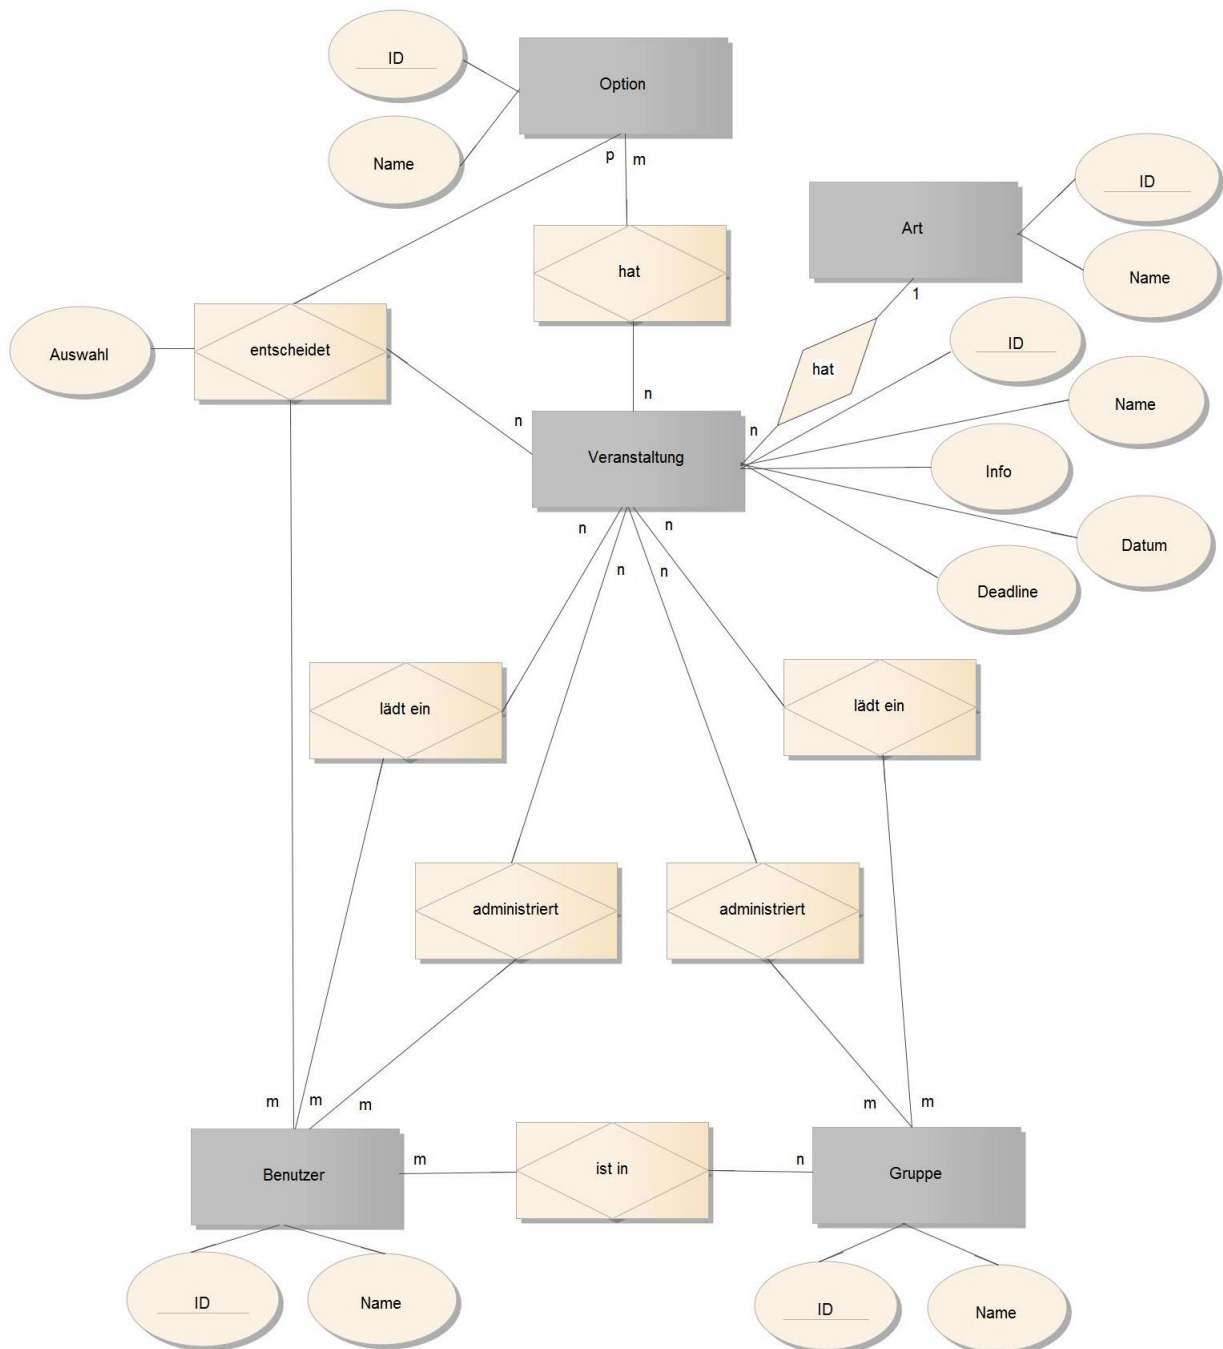 ID
Option
Name
p
m
ID
Art
Name
hat
1
Auswahl
entscheidet
ID
hat
Name
n
n
n
Veranstaltung
Info
Datum
n
n
n
n
Deadline
lädt ein
lädt ein
administriert
administriert
m
m
m
m
m
Benutzer
m
ist in
n
Gruppe
ID
Name
ID
Name